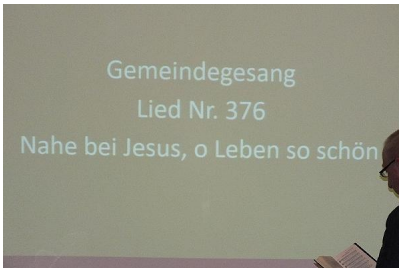 Gemeindegesang
Lied Nr. 376
Nahe bei Jesus, o Leben so schön